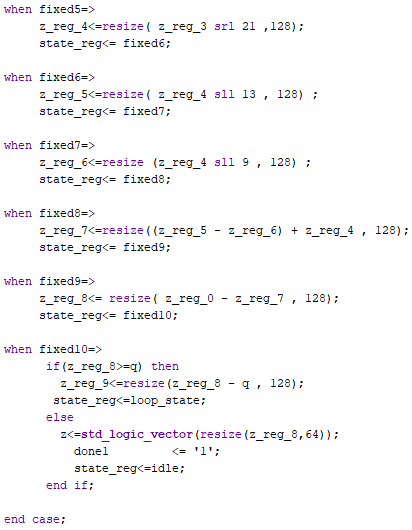 when fixed5=>
z_reg_4<=resize( z_reg_3 srl 21 ,128);
state_reg<= fixed6;
when fixed6=>
z_reg_5<=resize( z_reg_4 sll 13 , 128) ;
state_reg<= fixed7;
when fixed7=>
z_reg_6<=resize (z_reg_4 sll 9 , 128) ;
state_reg<= fixed8;
when fixed8=>
z_reg_7<=resize((z_reg_5 - z_reg_6) + z_reg_4 , 128);
state_reg<= fixed9;
when fixed9=>
z_reg_8<= resize( z_reg_0 - z_reg_7 , 128);
state_reg<= fixed10;
when fixed10=>
if(z_reg_8>=q) then
z_reg_9<=resize(z_reg_8 - q , 128);
state_reg<=loop_state;
else
z<=std_logic_vector(resize(z_reg_8,64));
done1 <= '1';
state_reg<=idle;
end if;
end case;